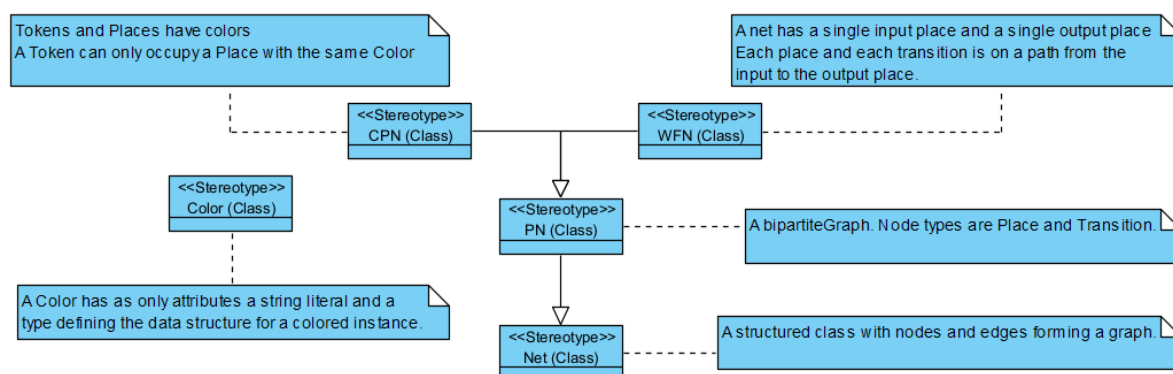 Tokens and Places have colors
A Token can only occupy a Place with the same Color
A net has a single input place and a single output place
Each place and each transition is on a path from the
input to the output place.
<<Stereotype>>
CPN (Class)
<<Stereotype>>
WFN (Class)
<<Stereotype>>
Color (Class)
<<Stereotype>>
PN (Class)
A bipartiteGraph. Node types are Place and Transition.
A Color has as only attributes a string literal and a
type defining the data structure for a colored instance.
<<Stereotype>>
Net (Class)
A structured class with nodes and edges forming a graph.